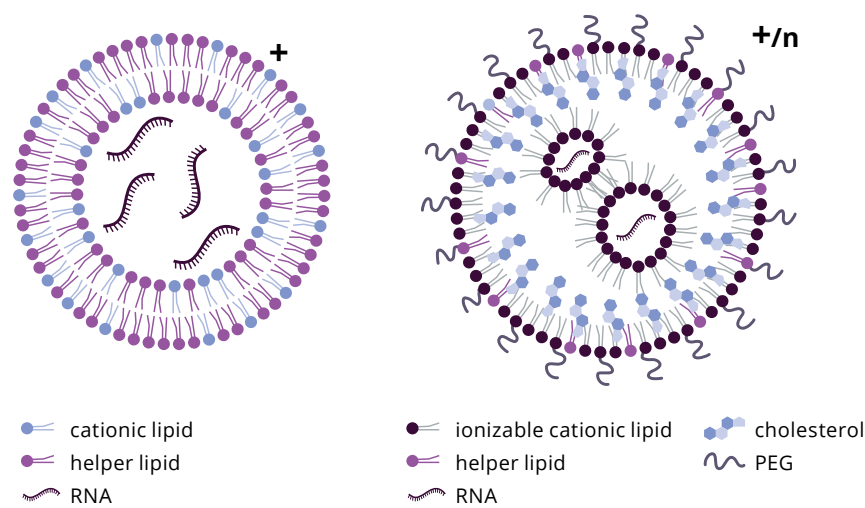 +
+/n
cationic lipid
helper lipid
RNA
ionizable cationic lipid
helper lipid
RNA
cholesterol
PEG